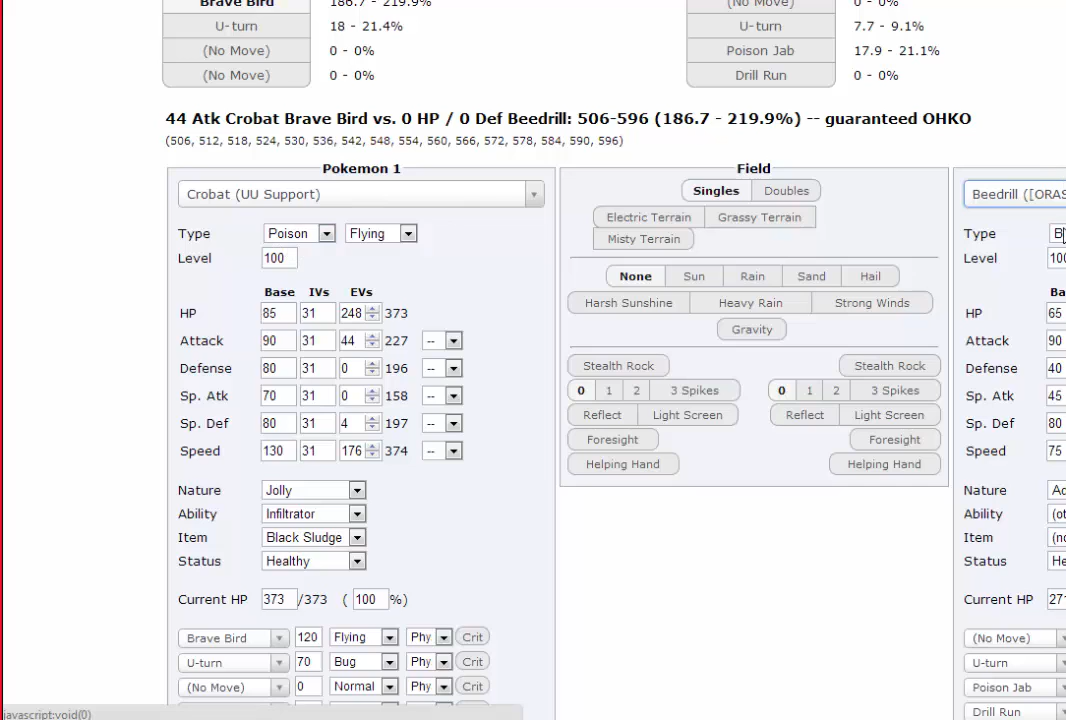 Brave Bird 186.7 - 219.9% (No Move) 0 - 0%
U-turn 18 - 21.4% U-turn 7.7 - 9.1%
(No Move) 0 - 0% Poison Jab 17.9 - 21.1%
(No Move) 0 - 0% Drill Run 0 - 0%
44 Atk Crobat Brave Bird vs. 0 HP / 0 Def Beedrill: 506-596 (186.7 - 219.9%) -- guaranteed OHKO
(506, 512, 518, 524, 530, 536, 542, 548, 554, 560, 566, 572, 578, 584, 590, 596)
Pokemon 1
Crobat (UU Support)
Type Poison Flying
Level 100
Base IVs EVs
HP 85 31 248 373
Attack 90 31 44 227 --
Defense 80 31 0 196 --
Sp. Atk 70 31 0 158 --
Sp. Def 80 31 4 197 --
Speed 130 31 176 374 --
Nature Jolly
Ability Infiltrator
Item Black Sludge
Status Healthy
Current HP 373 /373 ( 100 %)
Brave Bird 120 Flying Phy Crit
U-turn 70 Bug Phy Crit
(No Move) 0 Normal Phy Crit
Field
Singles Doubles
Electric Terrain Grassy Terrain
Misty Terrain
None Sun Rain Sand Hail
Harsh Sunshine Heavy Rain Strong Winds
Gravity
Stealth Rock Stealth Rock
0 1 2 3 Spikes 0 1 2 3 Spikes
Reflect Light Screen Reflect Light Screen
Foresight Foresight
Helping Hand Helping Hand
Beedrill ([ORAS
Type B
Level 100
Ba
HP 65
Attack 90
Defense 40
Sp. Atk 45
Sp. Def 80
Speed 75
Nature Ad
Ability (ot
Item (no
Status He
Current HP 271
(No Move)
U-turn
Poison Jab
Drill Run
javascript:void(0)